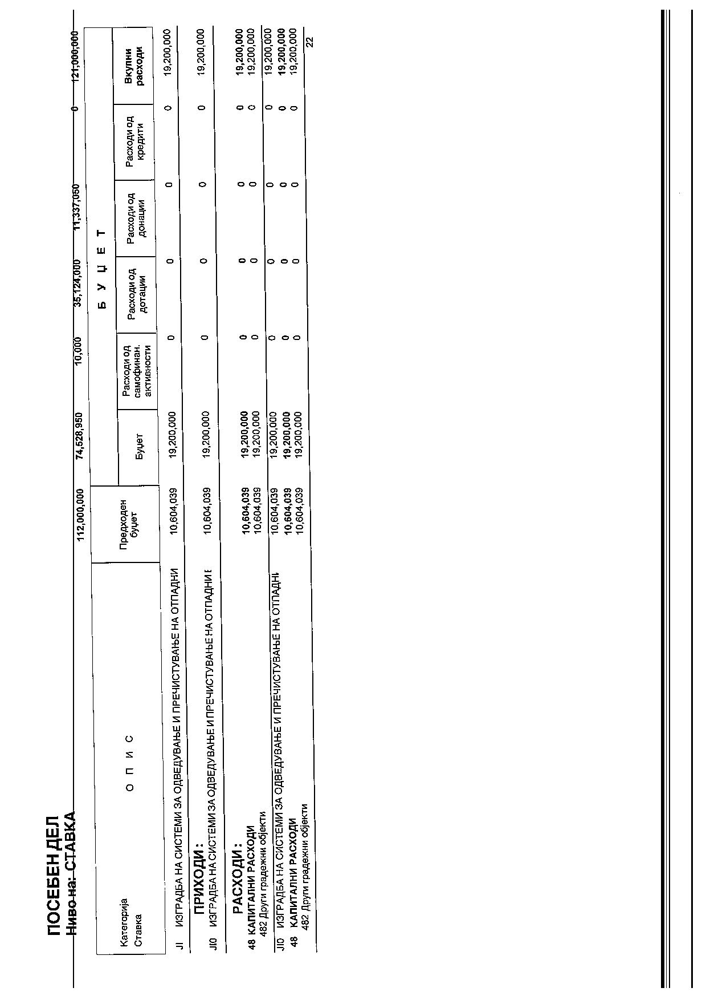 ПОСЕБЕН ДЕЛ
Ниво на: СТАВКА 112,000,000 74,528,950 10,000 35,124,000 11,337,050 0 121,000,000
Категорија Ставка О П И С Предходен буџет Б У Џ Е Т
Буџет Расходи од самофинан. активности Расходи од дотации Расходи од донации Расходи од кредити Вкупни расходи
JI ИЗГРАДБА НА СИСТЕМИ ЗА ОДВЕДУВАЊЕ И ПРЕЧИСТУВАЊЕ НА ОТПАДНИ 10,604,039 19,200,000 0 0 0 0 19,200,000
ПРИХОДИ :
JI0 ИЗГРАДБА НА СИСТЕМИ ЗА ОДВЕДУВАЊЕ И ПРЕЧИСТУВАЊЕ НА ОТПАДНИ 10,604,039 19,200,000 0 0 0 0 19,200,000
РАСХОДИ : 10,604,039 19,200,000 0 0 0 0 19,200,000
48 КАПИТАЛНИ РАСХОДИ 10,604,039 19,200,000 0 0 0 0 19,200,000
482 Други градежни објекти
JI0 ИЗГРАДБА НА СИСТЕМИ ЗА ОДВЕДУВАЊЕ И ПРЕЧИСТУВАЊЕ НА ОТПАДНИ 10,604,039 19,200,000 0 0 0 0 19,200,000
48 КАПИТАЛНИ РАСХОДИ 10,604,039 19,200,000 0 0 0 0 19,200,000
482 Други градежни објекти 10,604,039 19,200,000 0 0 0 0 19,200,000
22